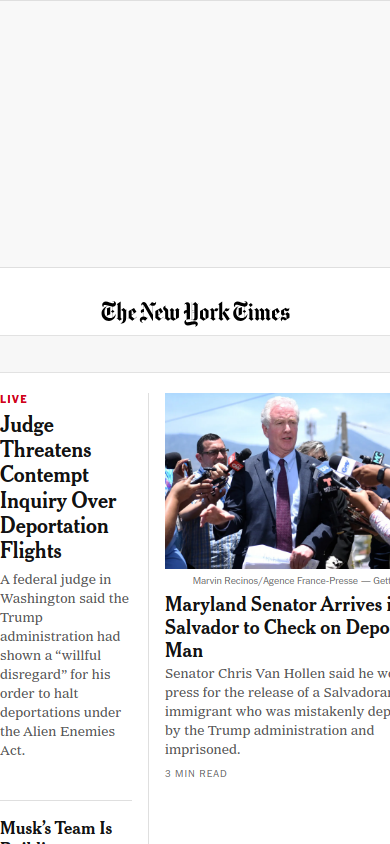 The New York Times
LIVE
Judge
Threatens
Contempt
Inquiry Over
Deportation
Flights
A federal judge in
Washington said the
Trump
administration had
shown a “willful
disregard” for his
order to halt
deportations under
the Alien Enemies
Act.
Musk’s Team Is
Marvin Recinos/Agence France-Presse —
Maryland Senator Arrives
Salvador to Check on
Man
Senator Chris Van Hollen said he
press for the release of a
immigrant who was mistakenly
by the Trump administration and
imprisoned.
3 MIN READ